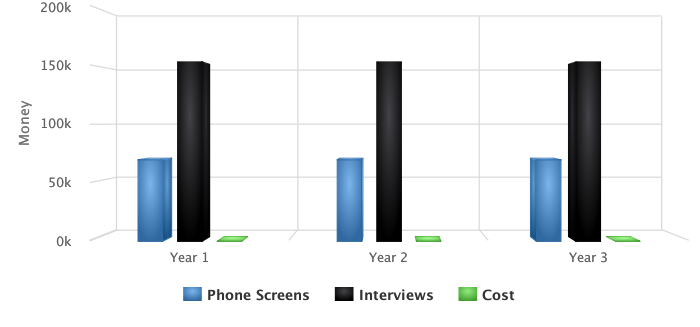 200k
150k
100k
50k
0k
Money
Year 1 Year 2 Year 3
Phone Screens Interviews Cost